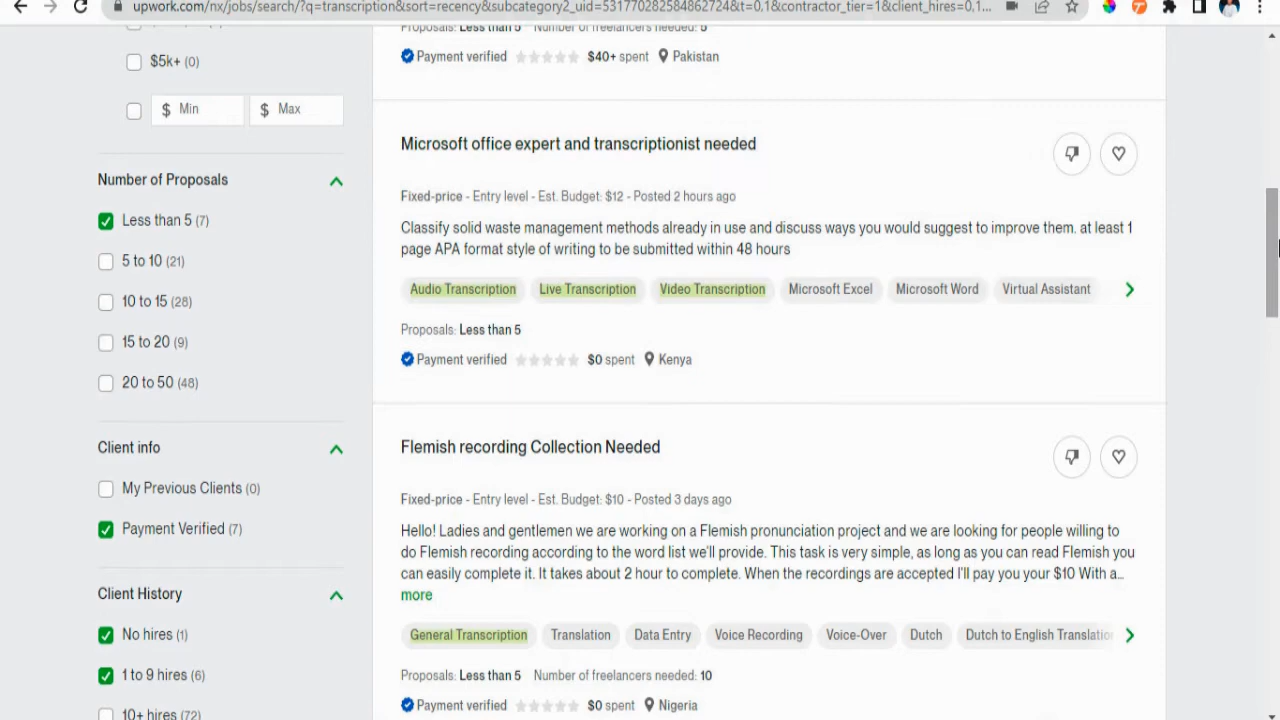 upwork.com/nx/jobs/search/?q=transcription&sort=recency&subcategory2_uid=531770282584862724&t=0,1&contractor_tier=1&client_hires=0,1...
$5k+ (0)
$ Min $ Max
Number of Proposals
Less than 5 (7)
5 to 10 (21)
10 to 15 (28)
15 to 20 (9)
20 to 50 (48)
Client info
My Previous Clients (0)
Payment Verified (7)
Client History
No hires (1)
1 to 9 hires (6)
10+ hires (72)
Proposals: Less than 5 Number of freelancers needed: 5
Payment verified $40+ spent Pakistan
Microsoft office expert and transcriptionist needed
Fixed-price - Entry level - Est. Budget: $12 - Posted 2 hours ago
Classify solid waste management methods already in use and discuss ways you would suggest to improve them. at least 1
page APA format style of writing to be submitted within 48 hours
Audio Transcription Live Transcription Video Transcription Microsoft Excel Microsoft Word Virtual Assistant
Proposals: Less than 5
Payment verified $0 spent Kenya
Flemish recording Collection Needed
Fixed-price - Entry level - Est. Budget: $10 - Posted 3 days ago
Hello! Ladies and gentlemen we are working on a Flemish pronunciation project and we are looking for people willing to
do Flemish recording according to the word list we'll provide. This task is very simple, as long as you can read Flemish you
can easily complete it. It takes about 2 hour to complete. When the recordings are accepted I'll pay you your $10 With a...
more
General Transcription Translation Data Entry Voice Recording Voice-Over Dutch Dutch to English Translation
Proposals: Less than 5 Number of freelancers needed: 10
Payment verified $0 spent Nigeria